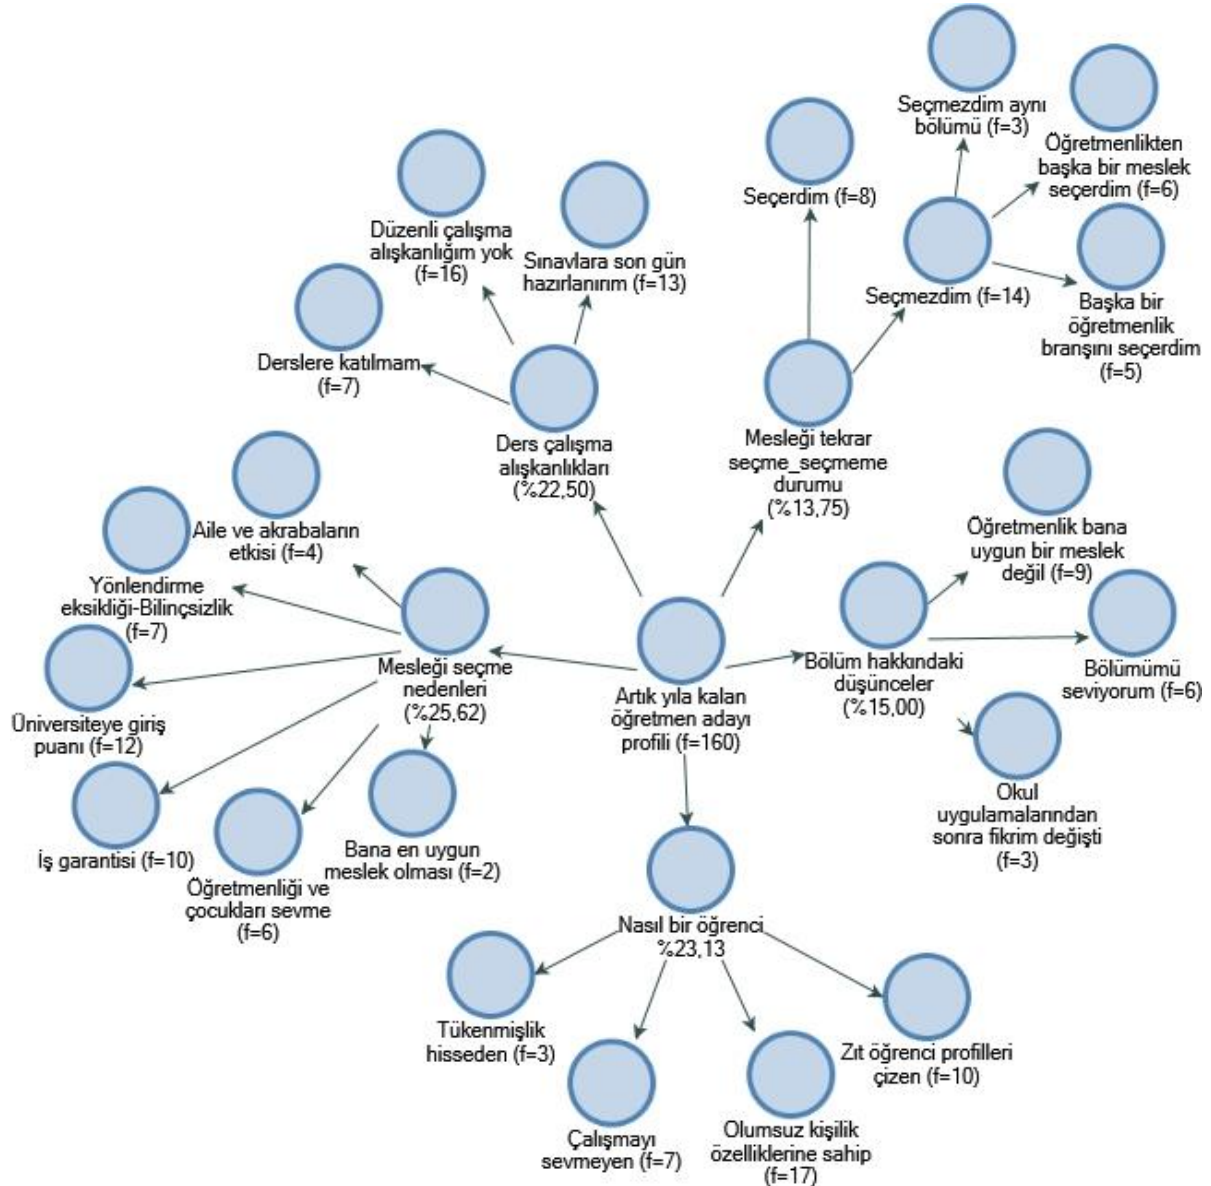 Seçmezdim aynı
bölümü (f=3)
Öğretmenlikten
başka bir meslek
seçerdim (f=6)
Seçerdim (f=8)
Seçmezdim (f=14)
Başka bir
öğretmenlik
branşını seçerdim
(f=5)
Düzenli çalışma
alışkanlığım yok
(f=16)
Sınavlara son gün
hazırlanırım (f=13)
Derslere katılmam
(f=7)
Ders çalışma
alışkanlıkları
(%22,50)
Mesleği tekrar
seçme_seçmeme
durumu
(%13,75)
Aile ve akrabaların
etkisi (f=4)
Yönlendirme
eksikliği-Bilinçsizlik
(f=7)
Üniversiteye giriş
puanı (f=12)
İş garantisi (f=10)
Öğretmenliği ve
çocukları sevme
(f=6)
Bana en uygun
meslek olması (f=2)
Mesleği seçme
nedenleri
(%25,62)
Artık yıla kalan
öğretmen adayı
profili (f=160)
Öğretmenlik bana
uygun bir meslek
değil (f=9)
Bölüm hakkındaki
düşünceler
(%15,00)
Bölümümü
seviyorum (f=6)
Okul
uygulamalarından
sonra fikrim değişti
(f=3)
Nasıl bir öğrenci
%23,13
Tükenmişlik
hisseden (f=3)
Çalışmayı
sevmeyen (f=7)
Olumsuz kişilik
özelliklerine sahip
(f=17)
Zıt öğrenci profilleri
çizen (f=10)